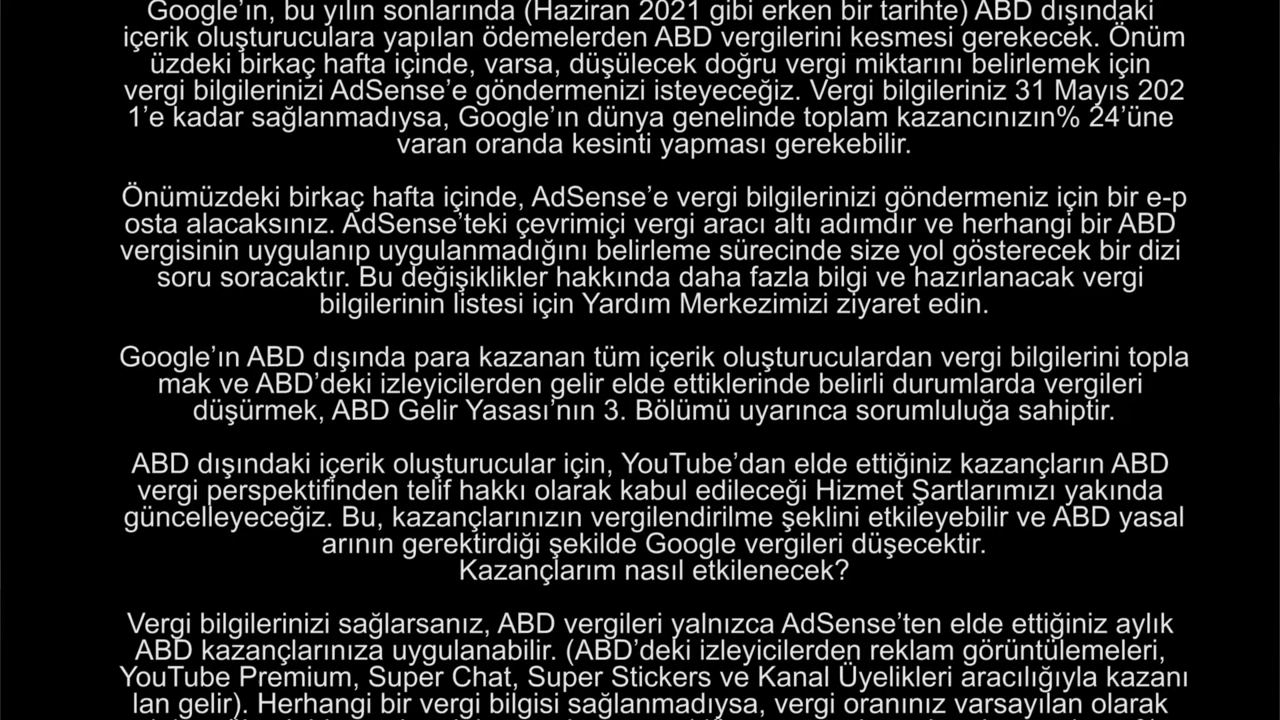 Google’ın, bu yılın sonlarında (Haziran 2021 gibi erken bir tarihte) ABD dışındaki
içerik oluşturuculara yapılan ödemelerden ABD vergilerini kesmesi gerekecek. Önüm
üzdeki birkaç hafta içinde, varsa, düşülecek doğru vergi miktarını belirlemek için
vergi bilgilerinizi AdSense’e göndermenizi isteyeceğiz. Vergi bilgileriniz 31 Mayıs 202
1’e kadar sağlanmadıysa, Google’ın dünya genelinde toplam kazancınızın% 24’üne
varan oranda kesinti yapması gerekebilir.
Önümüzdeki birkaç hafta içinde, AdSense’e vergi bilgilerinizi göndermeniz için bir e-p
osta alacaksınız. AdSense’teki çevrimiçi vergi aracı altı adımdır ve herhangi bir ABD
vergisinin uygulanıp uygulanmadığını belirleme sürecinde size yol gösterecek bir dizi
soru soracaktır. Bu değişiklikler hakkında daha fazla bilgi ve hazırlanacak vergi
bilgilerinin listesi için Yardım Merkezimizi ziyaret edin.
Google’ın ABD dışında para kazanan tüm içerik oluşturuculardan vergi bilgilerini topla
mak ve ABD’deki izleyicilerden gelir elde ettiklerinde belirli durumlarda vergileri
düşürmek, ABD Gelir Yasası’nın 3. Bölümü uyarınca sorumluluğa sahiptir.
ABD dışındaki içerik oluşturucular için, YouTube’dan elde ettiğiniz kazançların ABD
vergi perspektifinden telif hakkı olarak kabul edileceği Hizmet Şartlarımızı yakında
güncelleyeceğiz. Bu, kazançlarınızın vergilendirilme şeklini etkileyebilir ve ABD yasal
arının gerektirdiği şekilde Google vergileri düşecektir.
Kazançlarım nasıl etkilenecek?
Vergi bilgilerinizi sağlarsanız, ABD vergileri yalnızca AdSense’ten elde ettiğiniz aylık
ABD kazançlarınıza uygulanabilir. (ABD’deki izleyicilerden reklam görüntülemeleri,
YouTube Premium, Super Chat, Super Stickers ve Kanal Üyelikleri aracılığıyla kazanı
lan gelir). Herhangi bir vergi bilgisi sağlanmadıysa, vergi oranınız varsayılan olarak